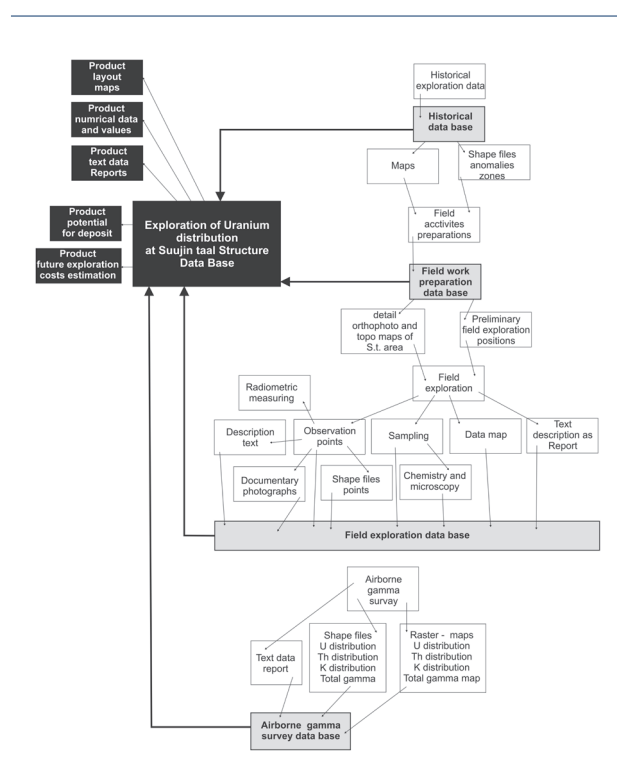 Product
layout
maps
Product
numrical data
and values
Product
text data
Reports
Product
potential
for deposit
Product
future exploration
costs estimation
Exploration of Uranium
distribution
at Suujin taal Structure
Data Base
Historical
exploration data
Historical
data base
Maps
Shape files
anomalies
zones
Field
acctivites
preparations
Field work
preparation
data base
detail
orthophoto and
topo maps of
S.t. area
Preliminary
field exploration
positions
Field
exploration
Radiometric
measuring
Description
text
Observation
points
Sampling
Data map
Text
description as
Report
Documentary
photographs
Shape files
points
Chemistry and
microscopy
Field exploration data base
Airborne
gamma
survay
Text data
report
Shape files
U distribution
Th distribution
K distribution
Total gamma
Raster - maps
U distribution
Th distribution
K distribution
Total gamma map
Airborne gamma
survey data base